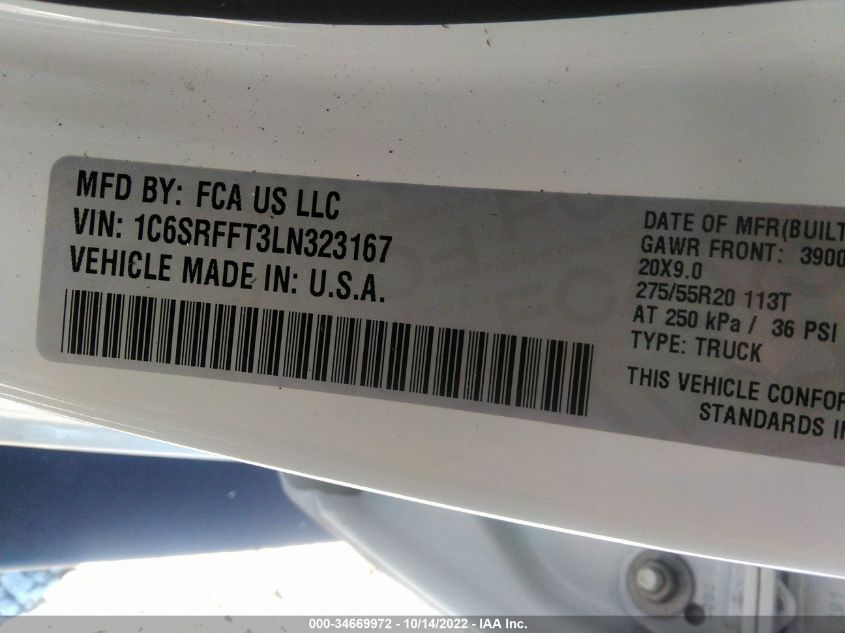 MFD BY: FCA US LLC
VIN: 1C6SRFFT3LN323167
VEHICLE MADE IN: U.S.A.
DATE OF MFR(BUILT
GAWR FRONT: 3900
20X9.0
275/55R20 113T
AT 250 kPa / 36 PSI
TYPE: TRUCK
THIS VEHICLE CONFOR
STANDARDS IN
000-34669972 - 10/14/2022 - IAA Inc.